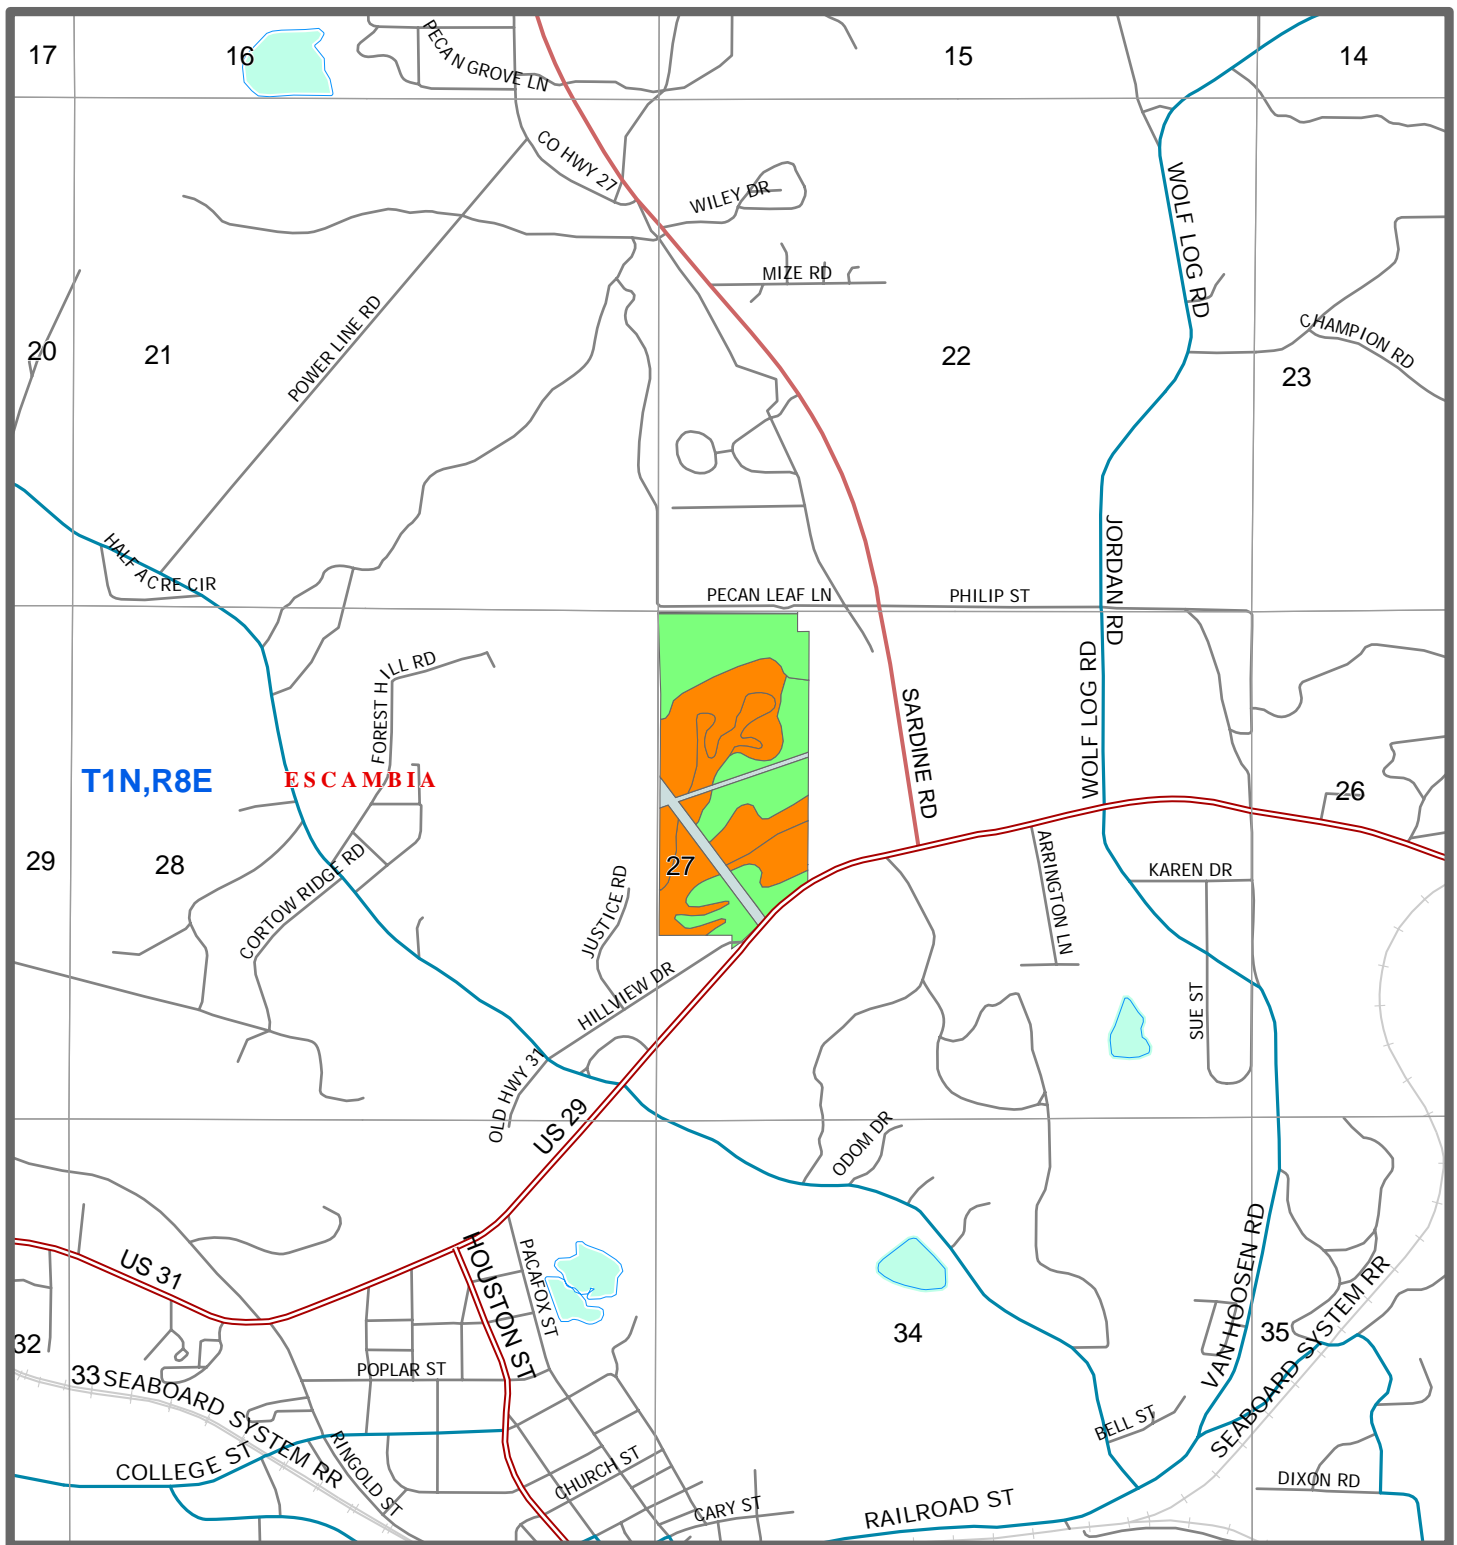 17
16
15
14
PECAN GROVE LN
CO HWY 27
WILEY DR
WOLF LOG RD
MIZE RD
POWER LINE RD
CHAMPION RD
20
21
22
23
HALF ACRE CIR
JORDAN RD
PECAN LEAF LN
PHILIP ST
FOREST HILL RD
WOLF LOG RD
SARDINE RD
T1N,R8E
ESCAMBIA
26
29
28
27
CORTOW RIDGE RD
JUSTICE RD
ARRINGTON LN
KAREN DR
HILLVIEW DR
SUE ST
OLD HWY 31
US 29
ODOM DR
US 31
HOUSTON ST
PACAFOX ST
VAN HOOSEN RD
SEABOARD SYSTEM RR
32
33
34
35
POPLAR ST
SEABOARD SYSTEM RR
COLLEGE ST
RINGOLD ST
CHURCH ST
CARY ST
BELL ST
DIXON RD
RAILROAD ST